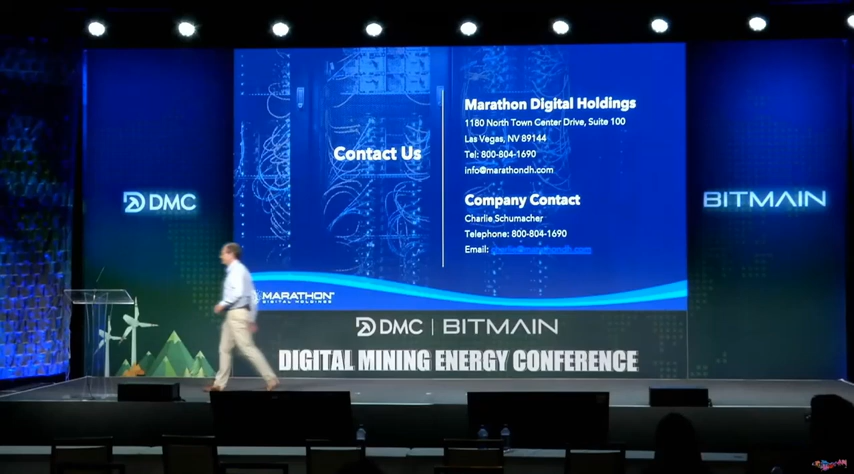 DMC
BITMAIN
Contact Us
Marathon Digital Holdings
1180 North Town Center Drive, Suite 100
Las Vegas, NV 89144
Tel: 800-804-1690
info@marathondh.com
Company Contact
Charlie Schumacher
Telephone: 800-804-1690
Email:
MARATHON
DIGITAL HOLDINGS
DMC | BITMAIN
DIGITAL MINING ENERGY CONFERENCE